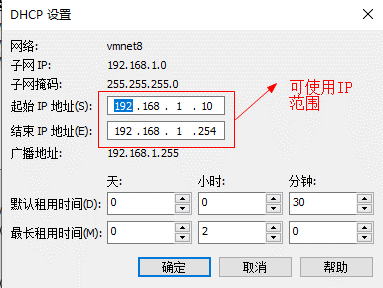 DHCP 设置
网络: vmnet8
子网 IP: 192.168.1.0
子网掩码: 255.255.255.0
起始 IP 地址(S): 192 .168 . 1 . 10
结束 IP 地址(E): 192 .168 . 1 .254
广播地址: 192.168.1.255
可使用IP
范围
天: 小时: 分钟:
默认租用时间(D): 0 0 30
最长租用时间(M): 0 2 0
确定 取消 帮助